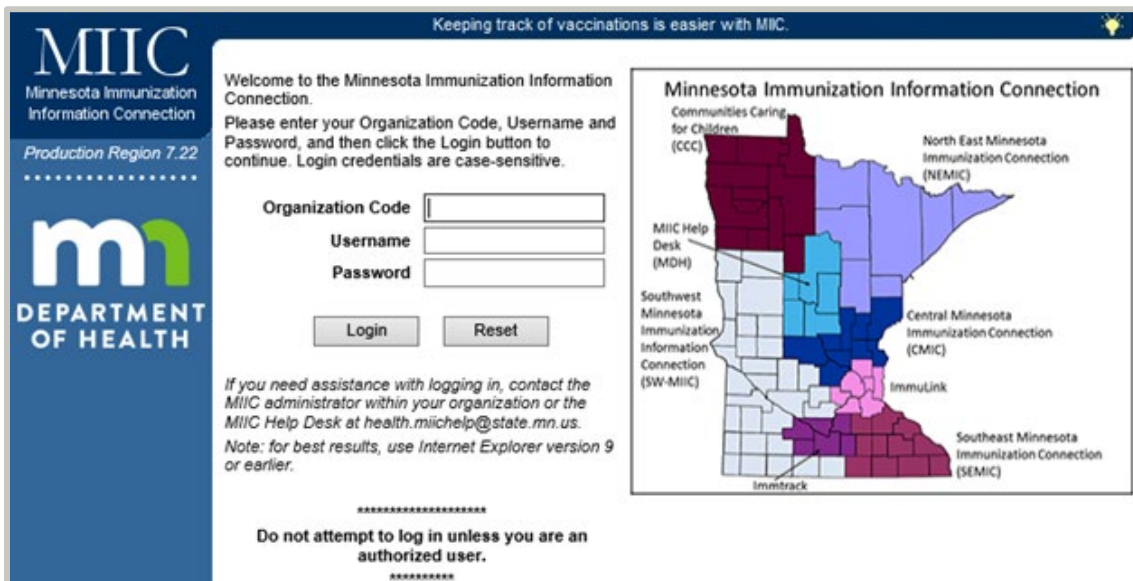 Keeping track of vaccinations is easier with MIIC.
MIIC
Minnesota Immunization
Information Connection
Production Region 7.22
mn
DEPARTMENT
OF HEALTH
Welcome to the Minnesota Immunization Information
Connection.
Please enter your Organization Code, Username and
Password, and then click the Login button to
continue. Login credentials are case-sensitive.
Organization Code
Username
Password
Login
Reset
If you need assistance with logging in, contact the
MIIC administrator within your organization or the
MIIC Help Desk at health.miichelp@state.mn.us.
Note: for best results, use Internet Explorer version 9
or earlier.
********************
Do not attempt to log in unless you are an
authorized user.
**********
Minnesota Immunization Information Connection
Communities Caring
for Children
(CCC)
North East Minnesota
Immunization Connection
(NEMIC)
MIIC Help
Desk
(MDH)
Southwest
Minnesota
Immunization
Information
Connection
(SW-MIIC)
Central Minnesota
Immunization Connection
(CMIC)
ImmuLink
Southeast Minnesota
Immunization Connection
(SEMIC)
Immtrack